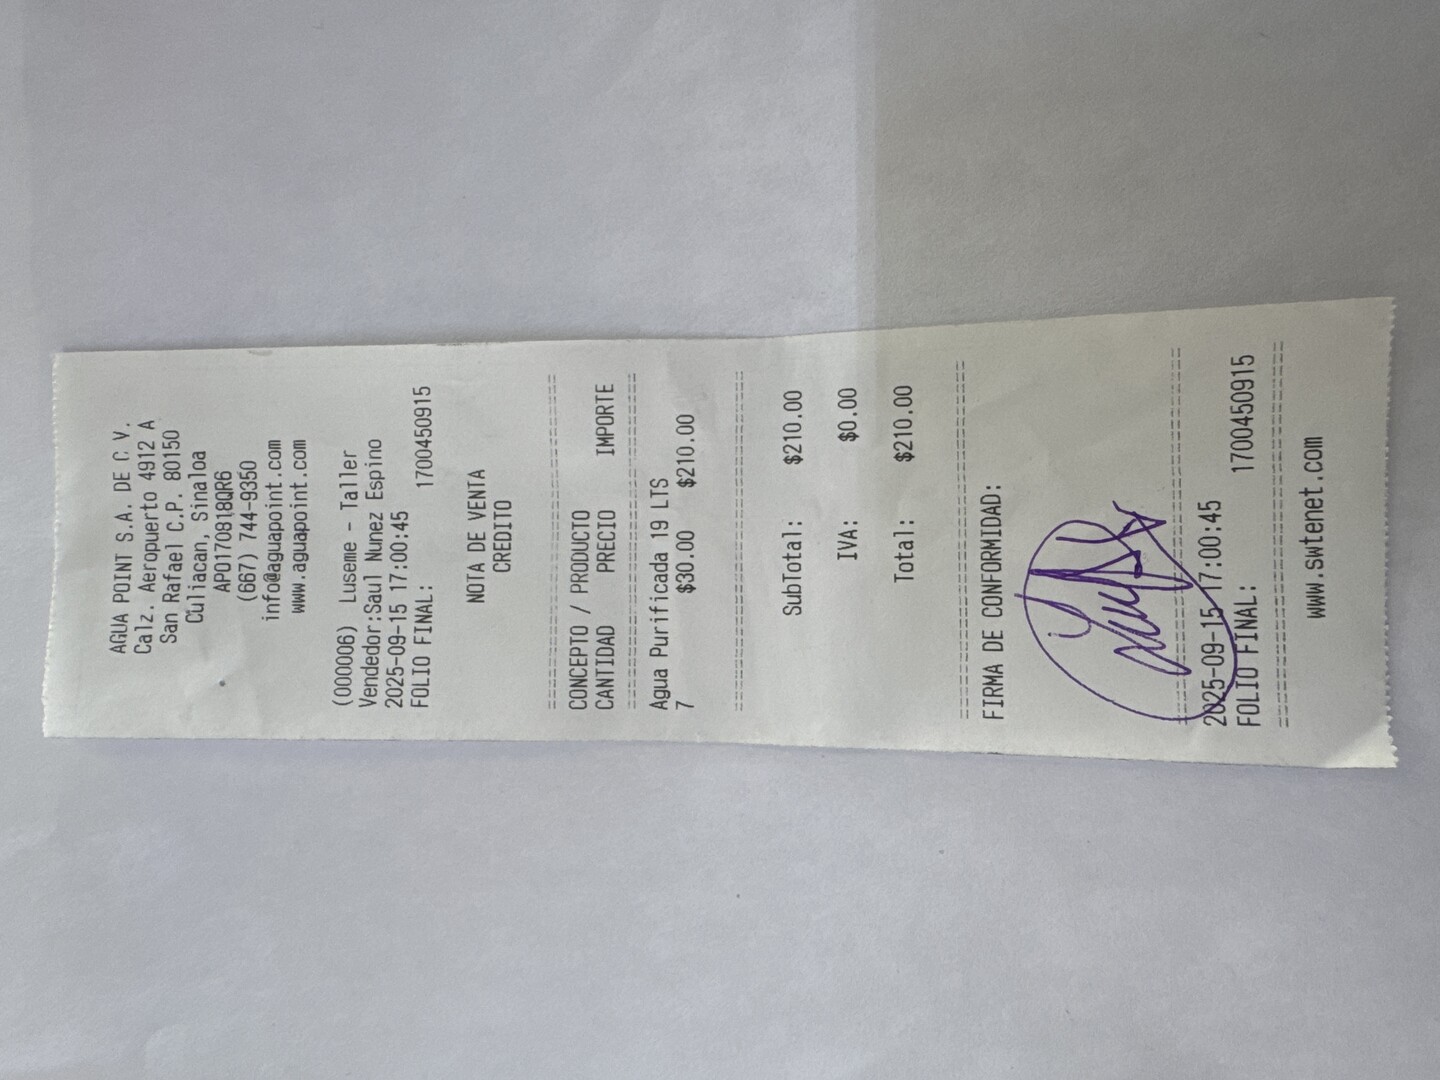 AGUA POINT S.A. DE C.V.
Calz. Aeropuerto 4912 A
San Rafael C.P. 80150
Culiacan, Sinaloa
APO170818QR6
(667) 744-9350
info@aguapoint.com
www.aguapoint.com
(000006) Luseme - Taller
Vendedor:Saul Nunez Espino
2025-09-15 17:00:45
FOLIO FINAL: 1700450915
NOTA DE VENTA
CREDITO
================================
CONCEPTO / PRODUCTO
CANTIDAD PRECIO IMPORTE
================================
Agua Purificada 19 LTS
7 $30.00 $210.00
================================
SubTotal: $210.00
IVA: $0.00
Total: $210.00
================================
FIRMA DE CONFORMIDAD:
================================
2025-09-15 17:00:45
FOLIO FINAL: 1700450915
================================
www.swtenet.com